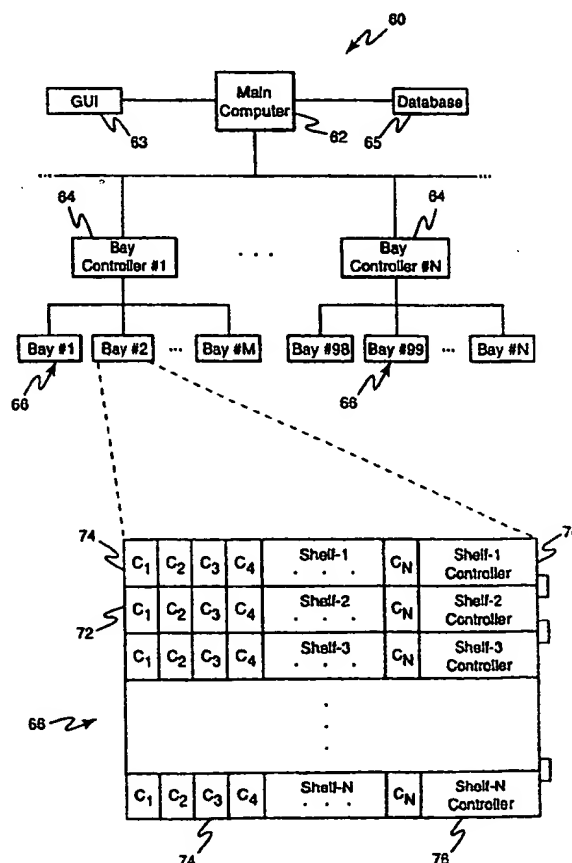 60
GUI
Main
Computer
Database
63
62
65
64
64
Bay
Controller #1
. . .
Bay
Controller #N
Bay #1
Bay #2
...
Bay #M
Bay #98
Bay #99
...
Bay #N
66
66
74
C1 C2 C3 C4 Shelf-1 . . . CN Shelf-1 Controller
72
C1 C2 C3 C4 Shelf-2 . . . CN Shelf-2 Controller
C1 C2 C3 C4 Shelf-3 . . . CN Shelf-3 Controller
66
C1 C2 C3 C4 Shelf-N . . . CN Shelf-N Controller
74
76